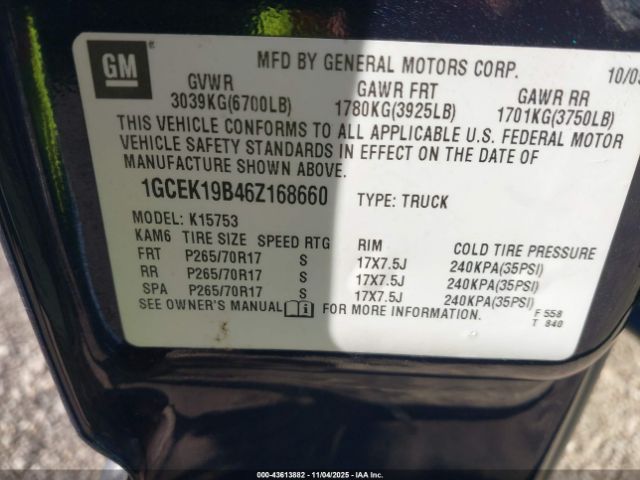 GM
MFD BY GENERAL MOTORS CORP.
GVWR GAWR FRT GAWR RR
3039KG(6700LB) 1780KG(3925LB) 1701KG(3750LB)
THIS VEHICLE CONFORMS TO ALL APPLICABLE U.S. FEDERAL MOTOR
VEHICLE SAFETY STANDARDS IN EFFECT ON THE DATE OF
MANUFACTURE SHOWN ABOVE.
1GCEK19B46Z168660 TYPE: TRUCK
MODEL: K15753
KAM6 TIRE SIZE SPEED RTG RIM COLD TIRE PRESSURE
FRT P265/70R17 S 17X7.5J 240KPA(35PSI)
RR P265/70R17 S 17X7.5J 240KPA(35PSI)
SPA P265/70R17 S 17X7.5J 240KPA(35PSI)
SEE OWNER'S MANUAL FOR MORE INFORMATION.
F 558
T 840
000-43613882 - 11/04/2025 - IAA Inc.